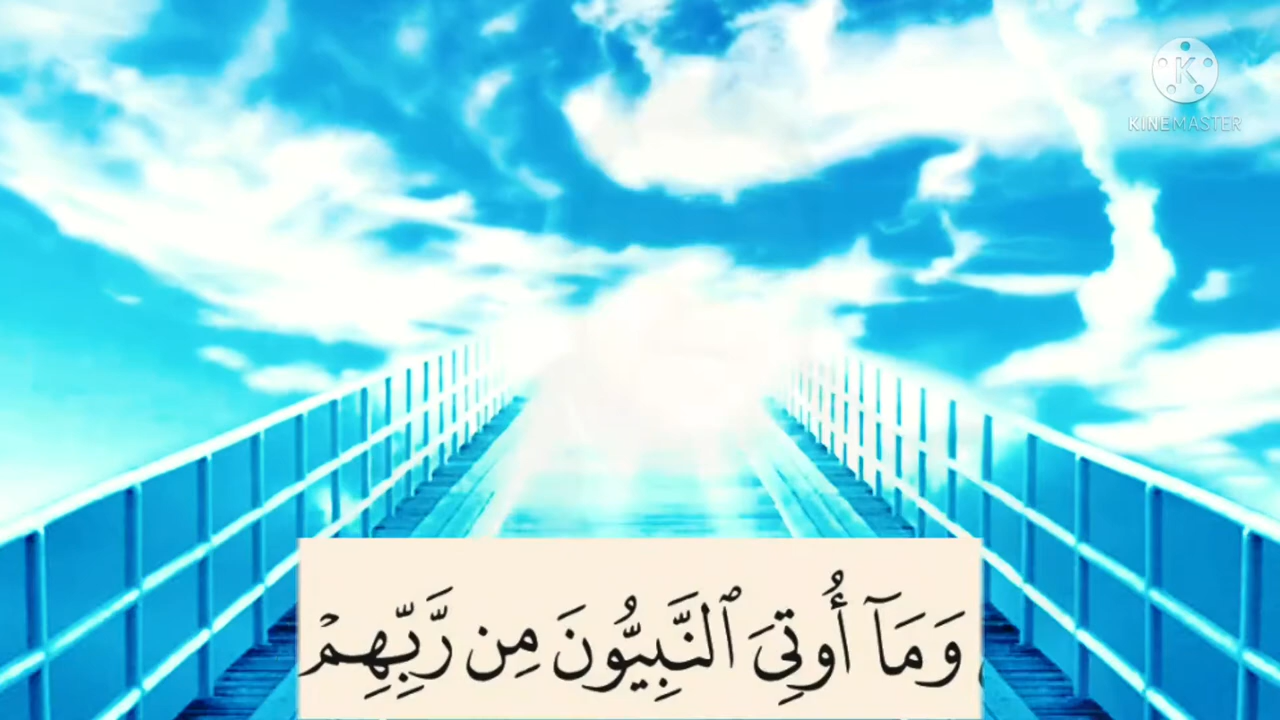 KINEMASTER
وَمَآ أُوتِىَ ٱلنَّبِيُّونَ مِن رَّبِّهِمْ